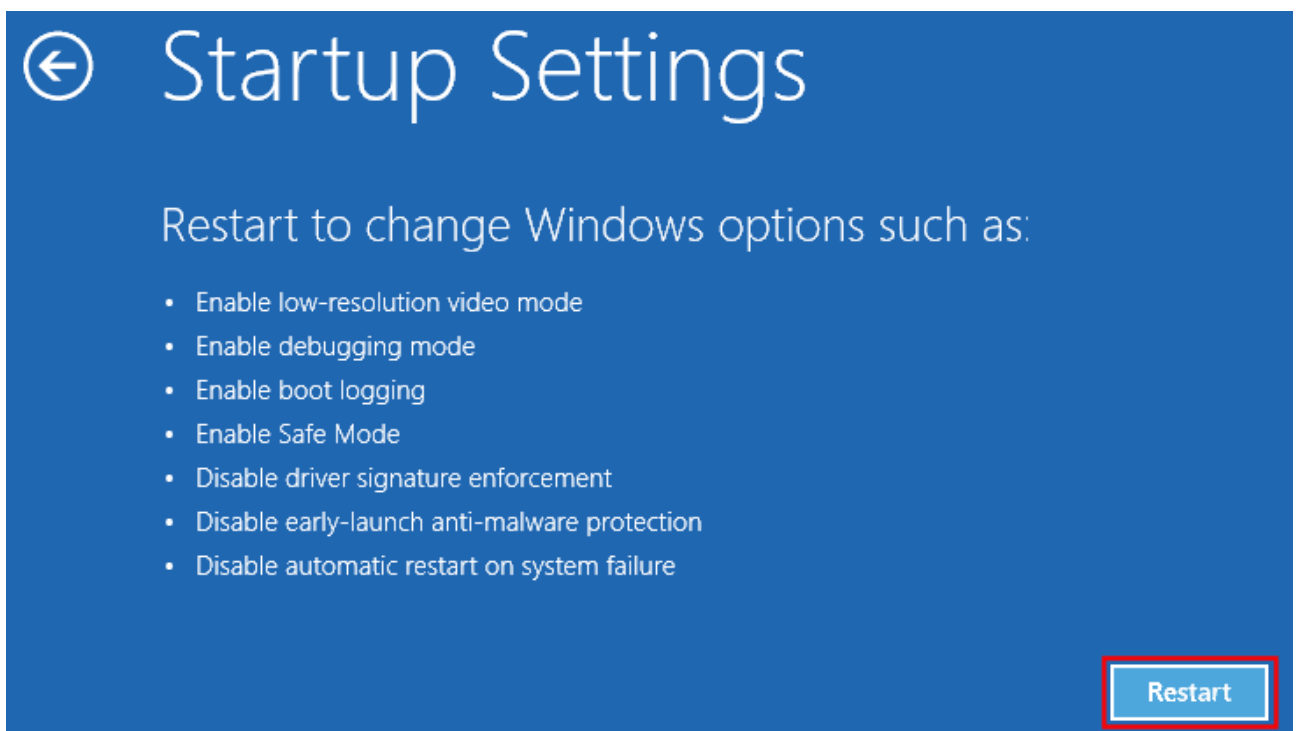 Startup Settings
Restart to change Windows options such as:
• Enable low-resolution video mode
• Enable debugging mode
• Enable boot logging
• Enable Safe Mode
• Disable driver signature enforcement
• Disable early-launch anti-malware protection
• Disable automatic restart on system failure
Restart